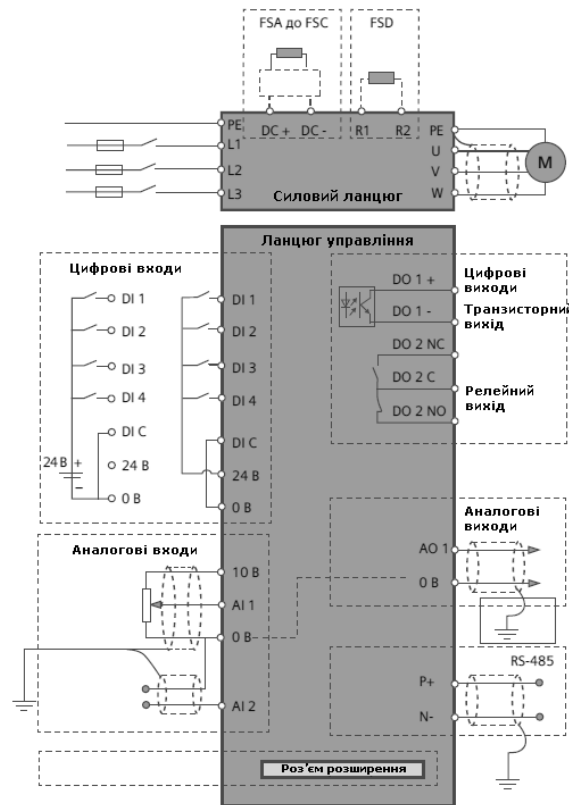 FSA до FSC
FSD
PE
DC +
DC -
R1
R2
PE
L1
U
M
L2
V
L3
Силовий ланцюг
W
Ланцюг управління
Цифрові входи
DI 1
DI 2
DI 3
DI 4
DI C
24 В
+
24 В
−
0 В
DI 1
DI 2
DI 3
DI 4
DI C
24 В
0 В
DO 1 +
DO 1 -
DO 2 NC
DO 2 C
DO 2 NO
Цифрові
виходи
Транзисторний
вихід
Релейний
вихід
Аналогові входи
10 В
AI 1
0 В
AI 2
Аналогові
виходи
AO 1
0 В
RS-485
P+
N-
Роз’єм розширення